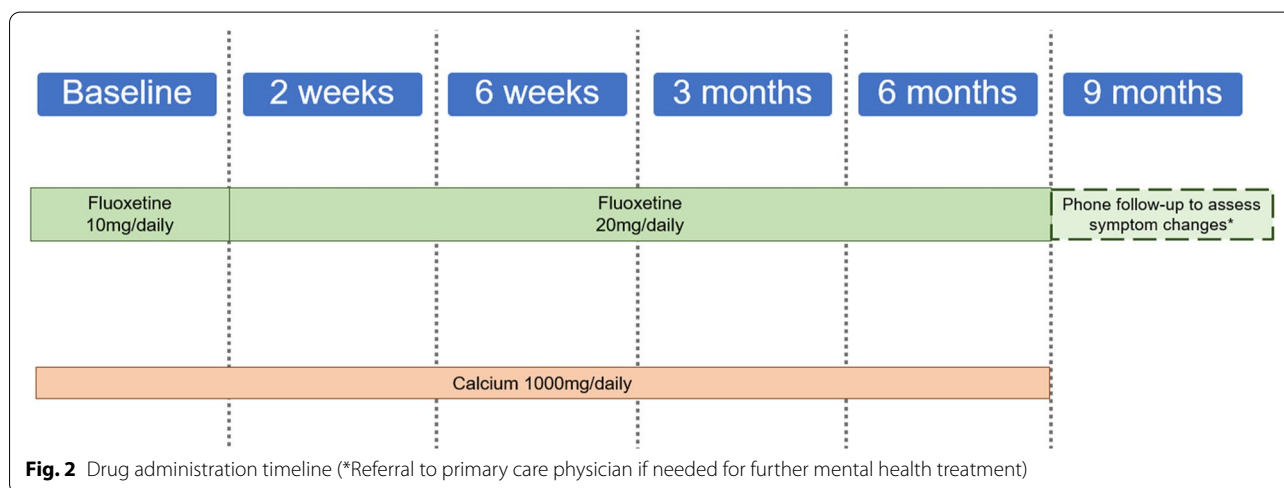 Baseline
2 weeks
6 weeks
3 months
6 months
9 months
Fluoxetine
10mg/daily
Fluoxetine
20mg/daily
Phone follow-up to assess
symptom changes*
Calcium 1000mg/daily
Fig. 2 Drug administration timeline (*Referral to primary care physician if needed for further mental health treatment)